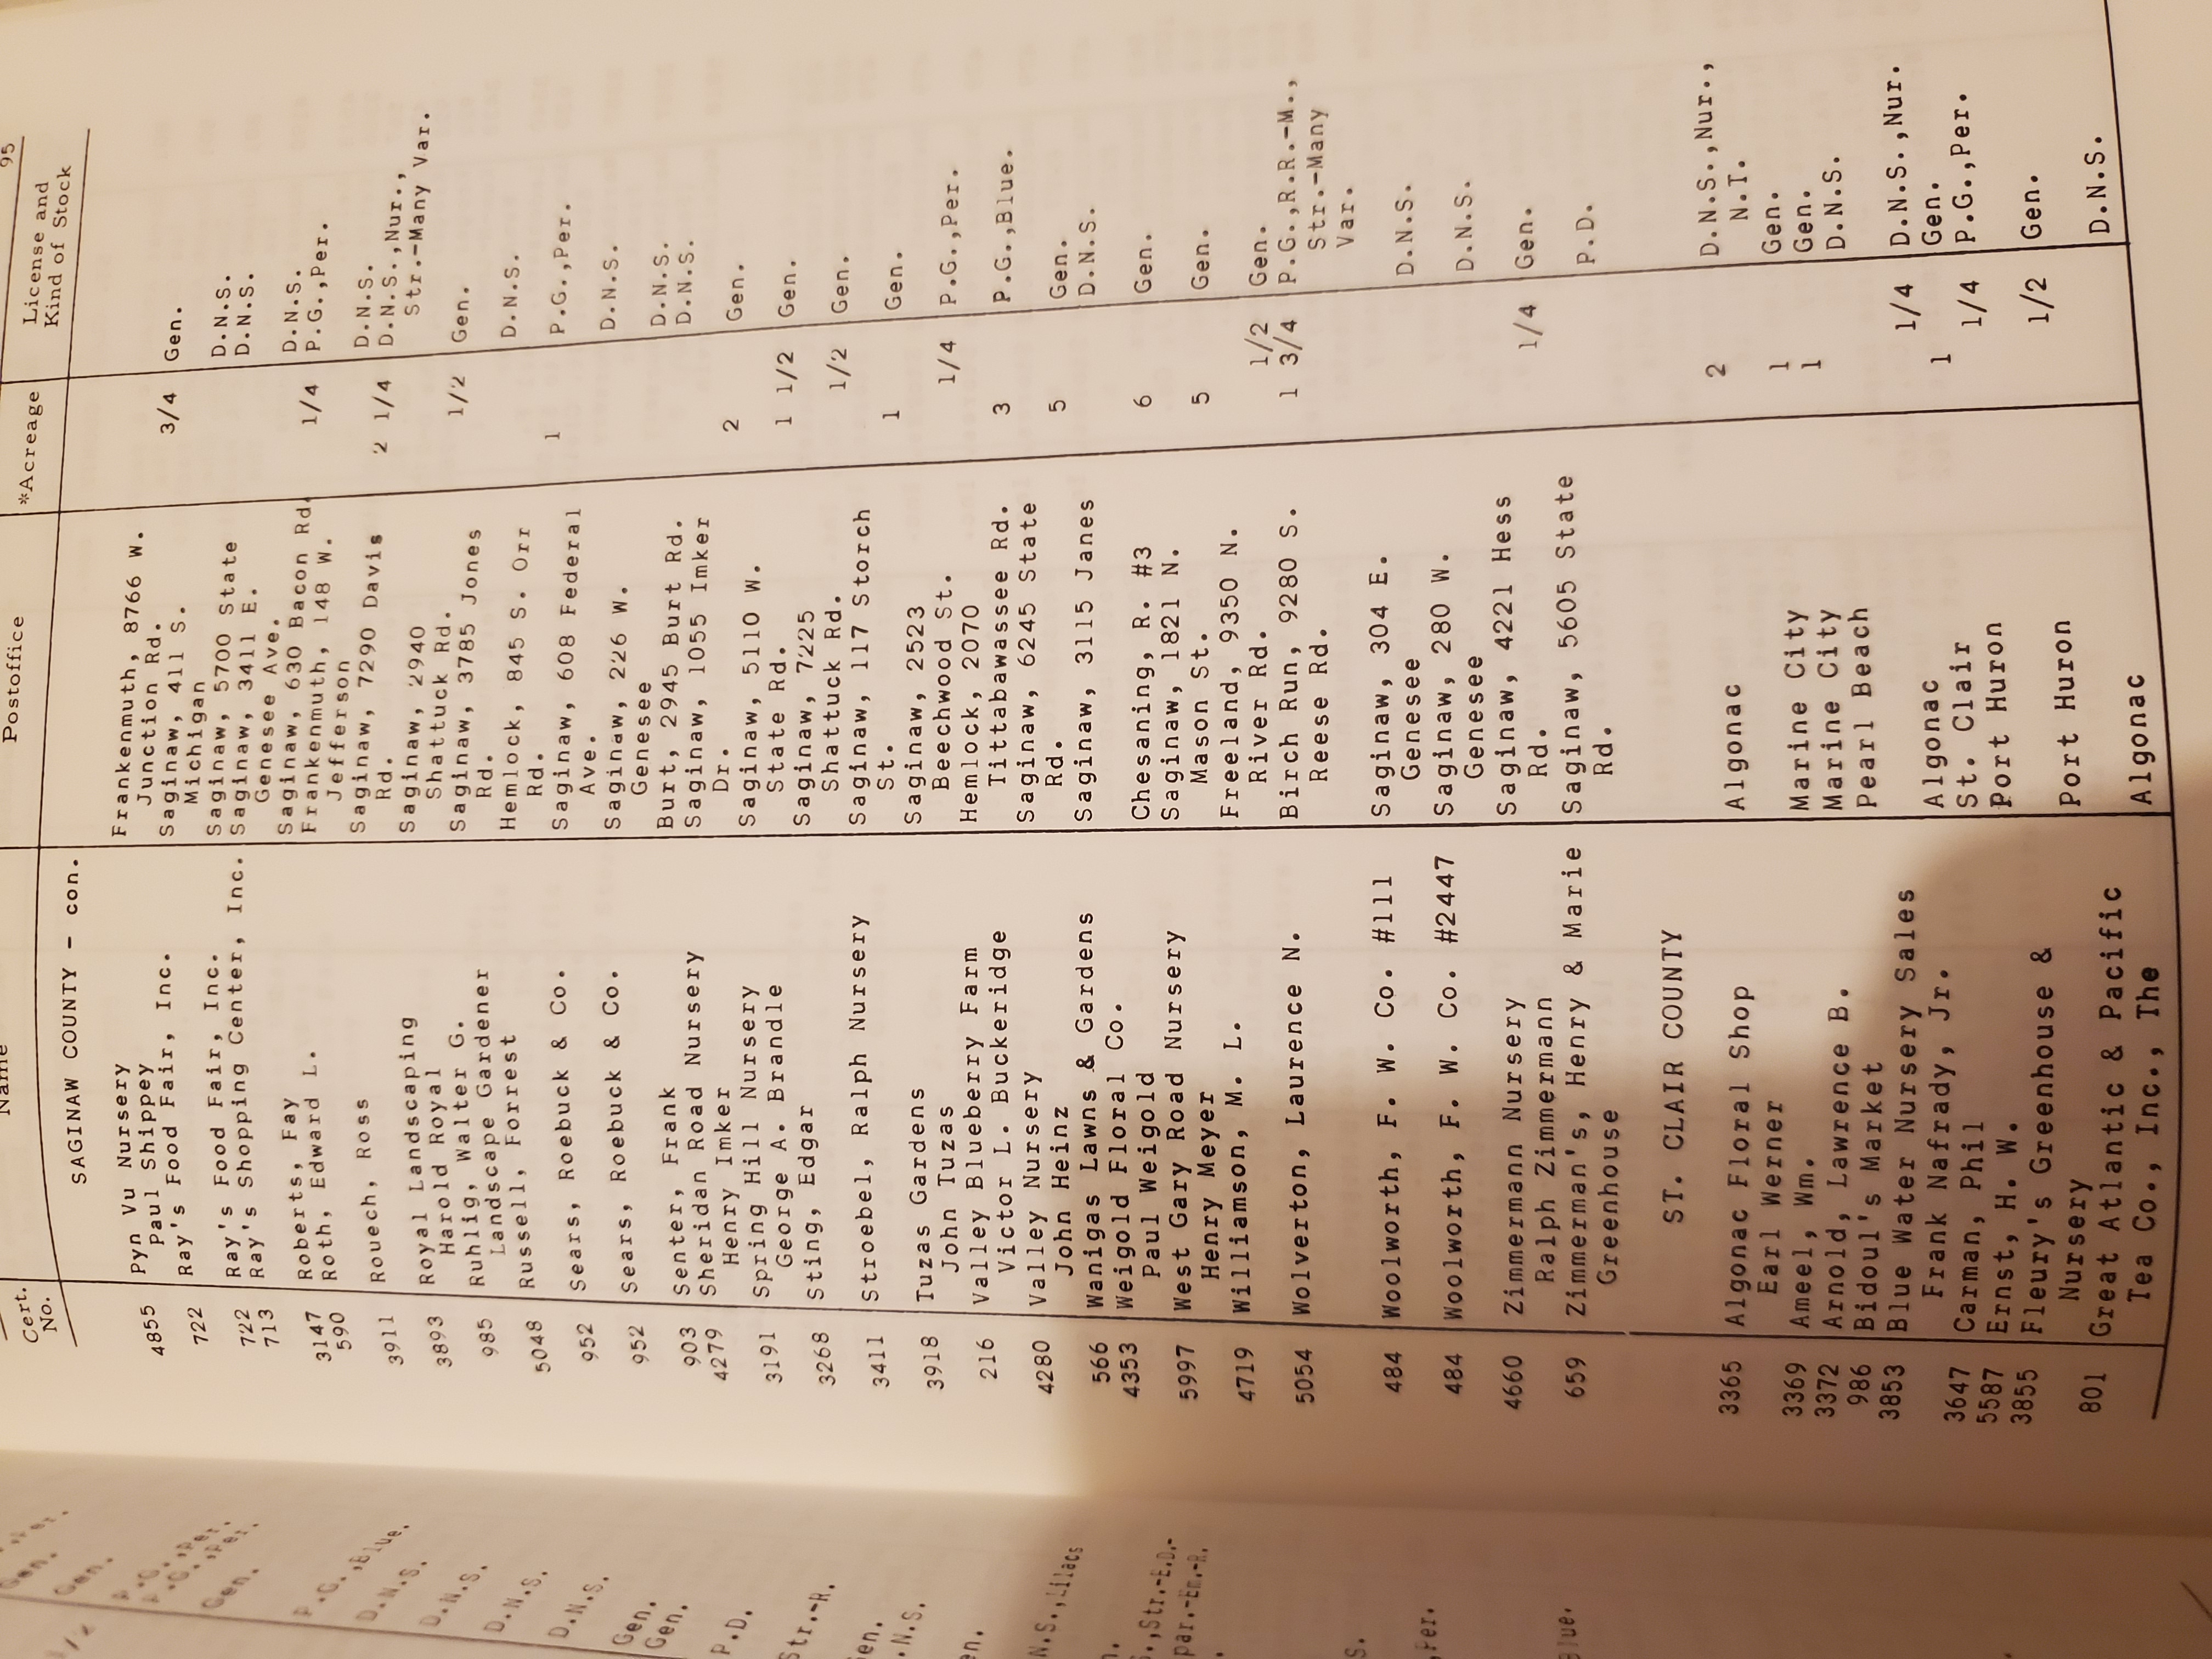 95
Cert. Name Postoffice *Acreage License and
No. Kind of Stock
SAGINAW COUNTY - con.
4855 Pyn Vu Nursery Frankenmuth, 8766 W. 3/4 Gen.
Paul Shippey Junction Rd.
722 Ray's Food Fair, Inc. Saginaw, 411 S. D.N.S.
Michigan
722 Ray's Food Fair, Inc. Saginaw, 5700 State D.N.S.
713 Ray's Shopping Center, Inc. Saginaw, 3411 E. D.N.S.
Genesee Ave.
3147 Roberts, Fay Saginaw, 630 Bacon Rd. D.N.S.
590 Roth, Edward L. Frankenmuth, 148 W. 1/4 P.G.,Per.
Jefferson
3911 Rouech, Ross Saginaw, 7290 Davis D.N.S.
Rd. 2 1/4 D.N.S.,Nur.,
3893 Royal Landscaping Saginaw, 2940 Str.-Many Var.
Harold Royal Shattuck Rd.
985 Ruhlig, Walter G. Saginaw, 3785 Jones 1/2 Gen.
Landscape Gardener Rd.
5048 Russell, Forrest Hemlock, 845 S. Orr D.N.S.
Rd.
952 Sears, Roebuck & Co. Saginaw, 608 Federal 1 P.G.,Per.
Ave.
952 Sears, Roebuck & Co. Saginaw, 226 W. D.N.S.
Genesee
903 Senter, Frank Burt, 2945 Burt Rd. D.N.S.
4279 Sheridan Road Nursery Saginaw, 1055 Imker D.N.S.
Henry Imker Dr.
3191 Spring Hill Nursery Saginaw, 5110 W. 2 Gen.
George A. Brandle State Rd.
3268 Sting, Edgar Saginaw, 7225 1 1/2 Gen.
Shattuck Rd.
3411 Stroebel, Ralph Nursery Saginaw, 117 Storch 1/2 Gen.
St.
3918 Tuzas Gardens Saginaw, 2523 1 Gen.
John Tuzas Beechwood St.
216 Valley Blueberry Farm Hemlock, 2070 1/4 P.G.,Per.
Victor L. Buckeridge Tittabawassee Rd.
4280 Valley Nursery Saginaw, 6245 State 3 P.G.,Blue.
John Heinz Rd.
566 Wanigas Lawns & Gardens Saginaw, 3115 Janes 5 Gen.
4353 Weigold Floral Co. Chesaning, R. #3 D.N.S.
Paul Weigold
5997 West Gary Road Nursery Saginaw, 1821 N. 6 Gen.
Henry Meyer Mason St.
4719 Williamson, M. L. Freeland, 9350 N. 5 Gen.
River Rd.
5054 Wolverton, Laurence N. Birch Run, 9280 S. 1/2 Gen.
Reese Rd. 1 3/4 P.G.,R.R.-M.,
Str.-Many
Var.
484 Woolworth, F. W. Co. #111 Saginaw, 304 E. D.N.S.
Genesee
484 Woolworth, F. W. Co. #2447 Saginaw, 280 W. D.N.S.
Genesee
4660 Zimmermann Nursery Saginaw, 4221 Hess 1/4 Gen.
Ralph Zimmermann Rd.
659 Zimmerman's, Henry & Marie Saginaw, 5605 State P.D.
Greenhouse Rd.
ST. CLAIR COUNTY
3365 Algonac Floral Shop Algonac 2 D.N.S.,Nur.,
Earl Werner N.T.
3369 Ameel, Wm. Marine City 1 Gen.
3372 Arnold, Lawrence B. Marine City 1 Gen.
986 Bidoul's Market Pearl Beach D.N.S.
3853 Blue Water Nursery Sales Algonac 1/4 D.N.S.,Nur.
Frank Nafrady, Jr.
3647 Carman, Phil St. Clair 1 Gen.
5587 Ernst, H. W. Port Huron 1/4 P.G.,Per.
3855 Fleury's Greenhouse & Port Huron 1/2 Gen.
Nursery
801 Great Atlantic & Pacific Algonac D.N.S.
Tea Co., Inc., The
Gen.
Gen.
Gen.
P.G.,Blue.
D.N.S.
D.N.S.
D.N.S.
D.N.S.
Gen.
Gen.
P.D.
Str.-R.